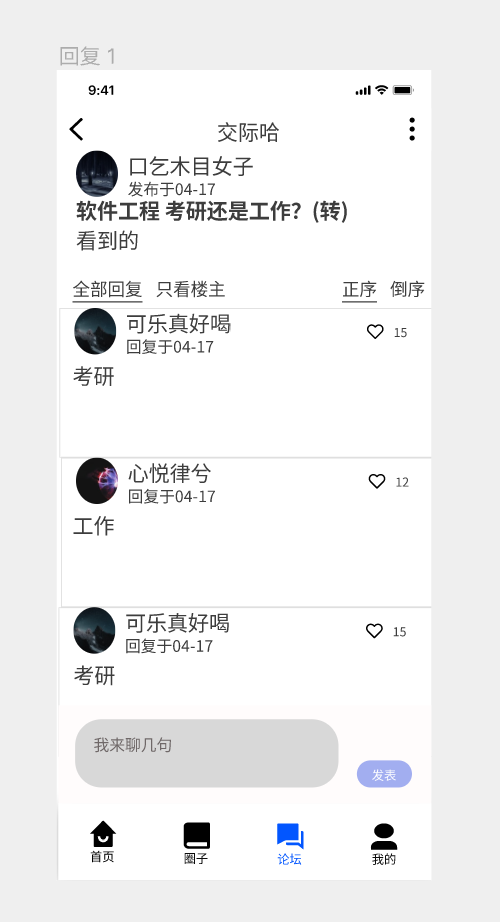 回复 1
9:41
交际哈
口乞木目女子
发布于04-17
软件工程 考研还是工作？(转)
看到的
全部回复 只看楼主 正序 倒序
可乐真好喝
回复于04-17
15
考研
心悦律兮
回复于04-17
12
工作
可乐真好喝
回复于04-17
15
考研
我来聊几句
发表
首页 圈子 论坛 我的